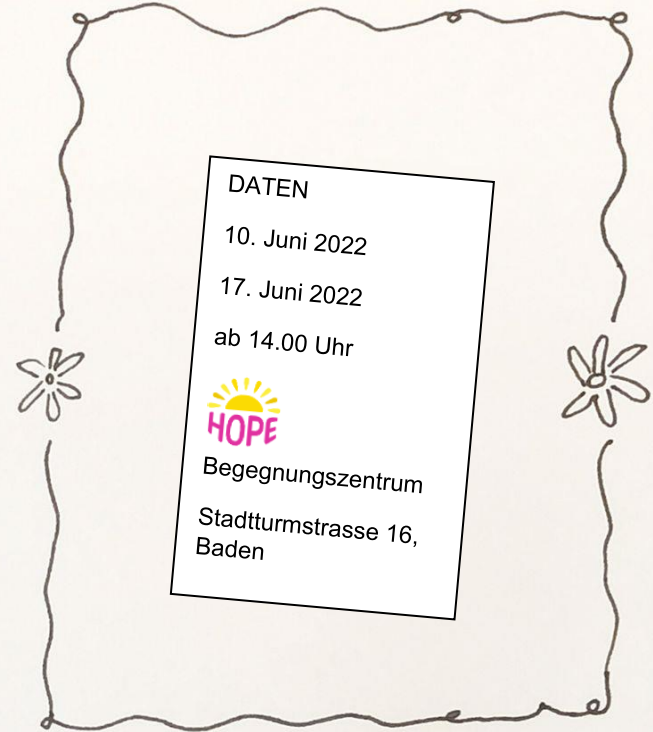 DATEN
10. Juni 2022
17. Juni 2022
ab 14.00 Uhr
HOPE
Begegnungszentrum
Stadtturmstrasse 16,
Baden